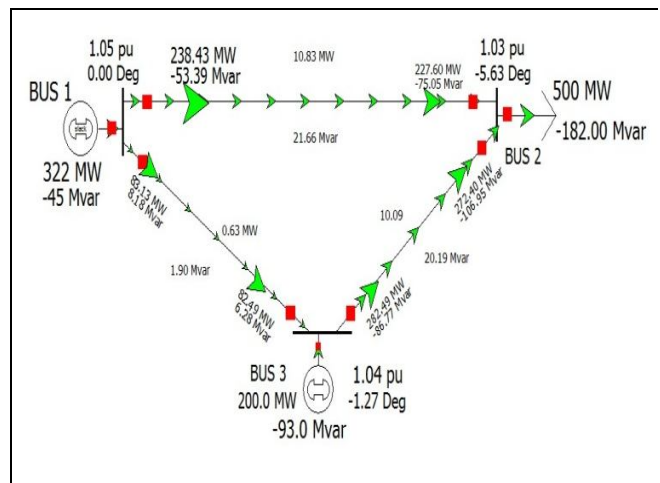 1.05 pu
0.00 Deg
238.43 MW
-53.39 Mvar
10.83 MW
227.60 MW
-75.05 Mvar
1.03 pu
-5.63 Deg
500 MW
-182.00 Mvar
BUS 1
BUS 2
21.66 Mvar
322 MW
-45 Mvar
83.13 MW
8.18 Mvar
0.63 MW
1.90 Mvar
272.40 MW
-106.95 Mvar
10.09
20.19 Mvar
82.49 MW
6.28 Mvar
282.49 MW
-86.77 Mvar
BUS 3
200.0 MW
-93.0 Mvar
1.04 pu
-1.27 Deg